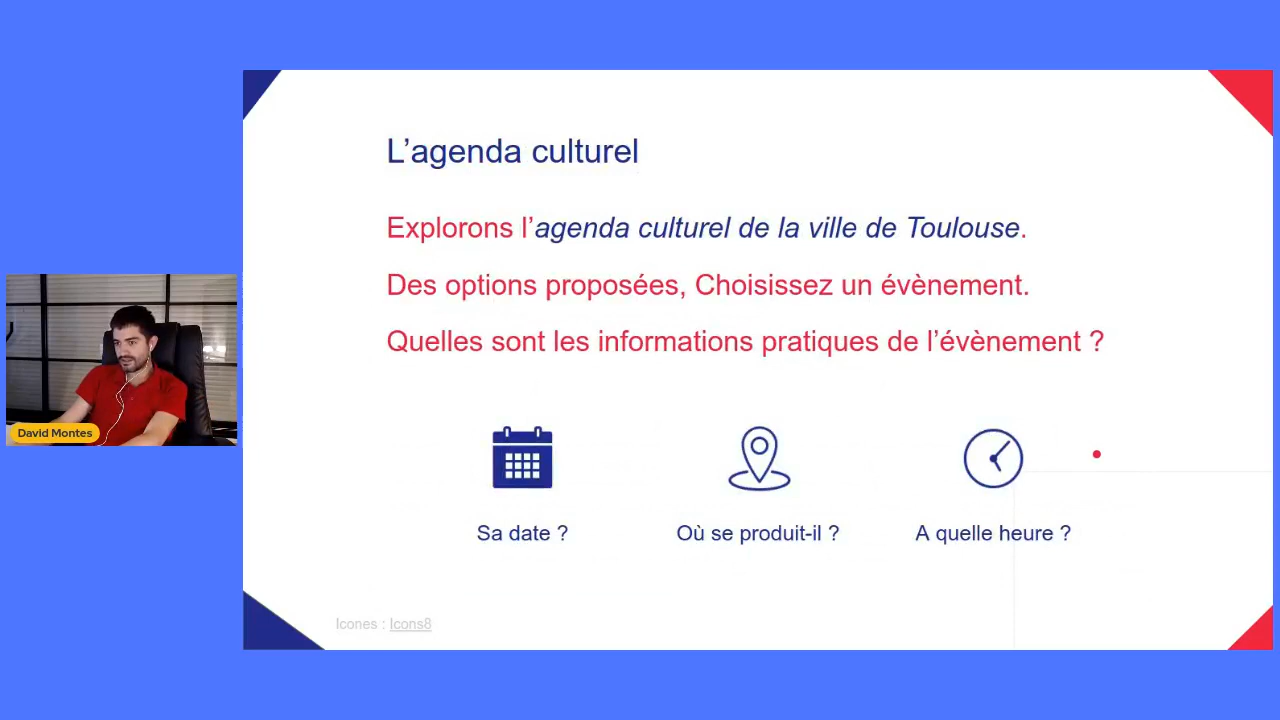 L’agenda culturel
Explorons l’agenda culturel de la ville de Toulouse.
Des options proposées, Choisissez un évènement.
Quelles sont les informations pratiques de l’évènement ?
Sa date ?
Où se produit-il ?
A quelle heure ?
Icones : Icons8
David Montes